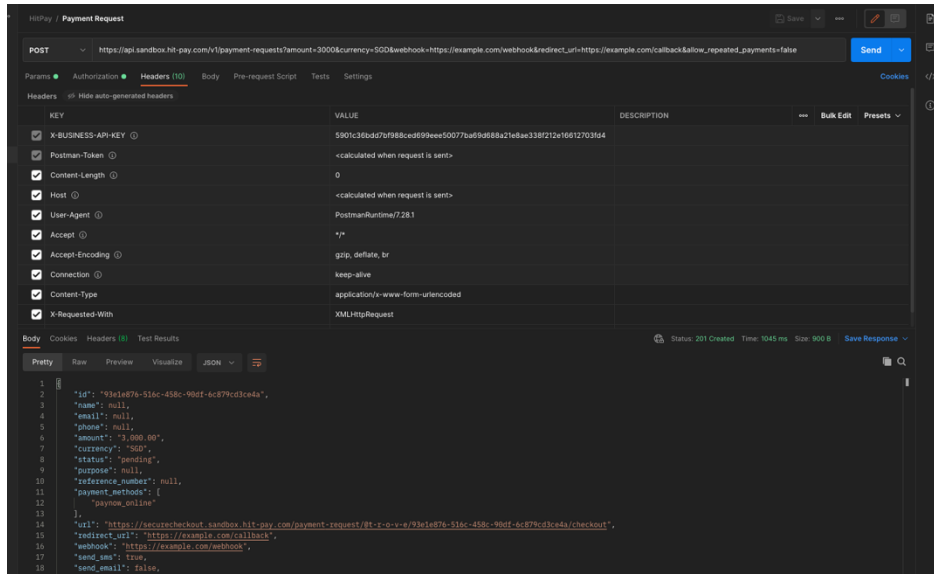 HitPay / Payment Request
Save
POST https://api.sandbox.hit-pay.com/v1/payment-requests?amount=3000&currency=SGD&webhook=https://example.com/webhook&redirect_url=https://example.com/callback&allow_repeated_payments=false Send
Params Authorization Headers (10) Body Pre-request Script Tests Settings Cookies
Headers Hide auto-generated headers
KEY VALUE DESCRIPTION Bulk Edit Presets
X-BUSINESS-API-KEY 5901c36bdd7bf988ced699eee50077ba69d688a21e8ae338f212e16612703fd4
Postman-Token <calculated when request is sent>
Content-Length 0
Host <calculated when request is sent>
User-Agent PostmanRuntime/7.28.1
Accept */*
Accept-Encoding gzip, deflate, br
Connection keep-alive
Content-Type application/x-www-form-urlencoded
X-Requested-With XMLHttpRequest
Body Cookies Headers (8) Test Results Status: 201 Created Time: 1045 ms Size: 900 B Save Response
Pretty Raw Preview Visualize JSON
1 {
2 "id": "93e1e876-516c-458c-90df-6c879cd3ce4a",
3 "name": null,
4 "email": null,
5 "phone": null,
6 "amount": "3,000.00",
7 "currency": "SGD",
8 "status": "pending",
9 "purpose": null,
10 "reference_number": null,
11 "payment_methods": [
12 "paynow_online"
13 ],
14 "url": "https://securecheckout.sandbox.hit-pay.com/payment-request/@t-r-o-v-e/93e1e876-516c-458c-90df-6c879cd3ce4a/checkout",
15 "redirect_url": "https://example.com/callback",
16 "webhook": "https://example.com/webhook",
17 "send_sms": true,
18 "send_email": false,